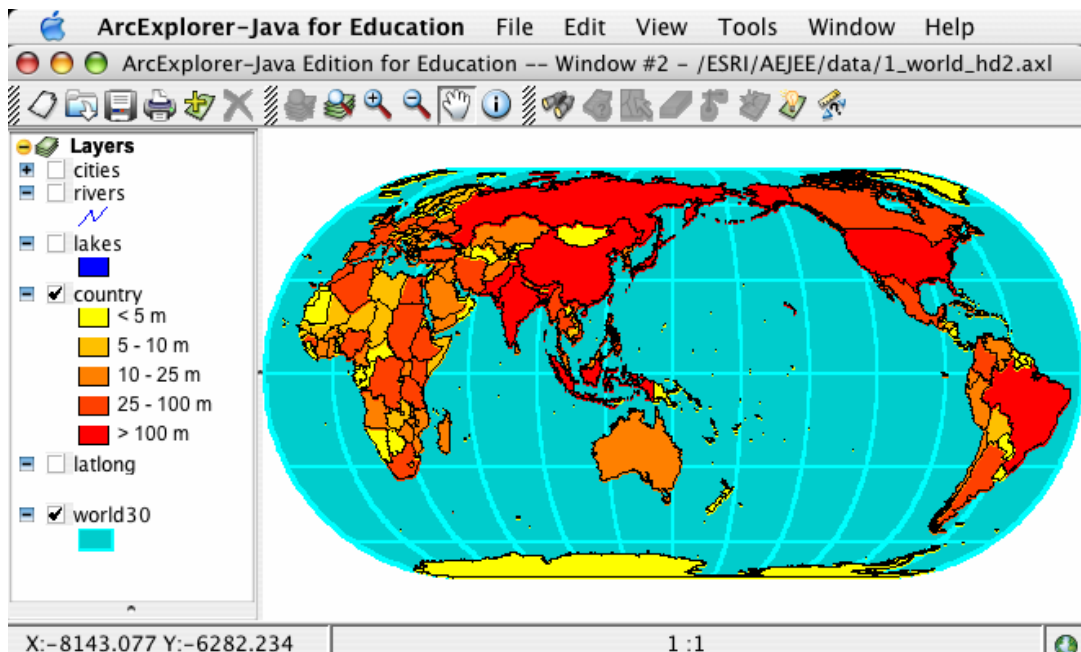 ArcExplorer-Java for Education File Edit View Tools Window Help
ArcExplorer-Java Edition for Education -- Window #2 - /ESRI/AEJEE/data/1_world_hd2.axl
Layers
cities
rivers
lakes
country
< 5 m
5 - 10 m
10 - 25 m
25 - 100 m
> 100 m
latlong
world30
X:-8143.077 Y:-6282.234 1 :1